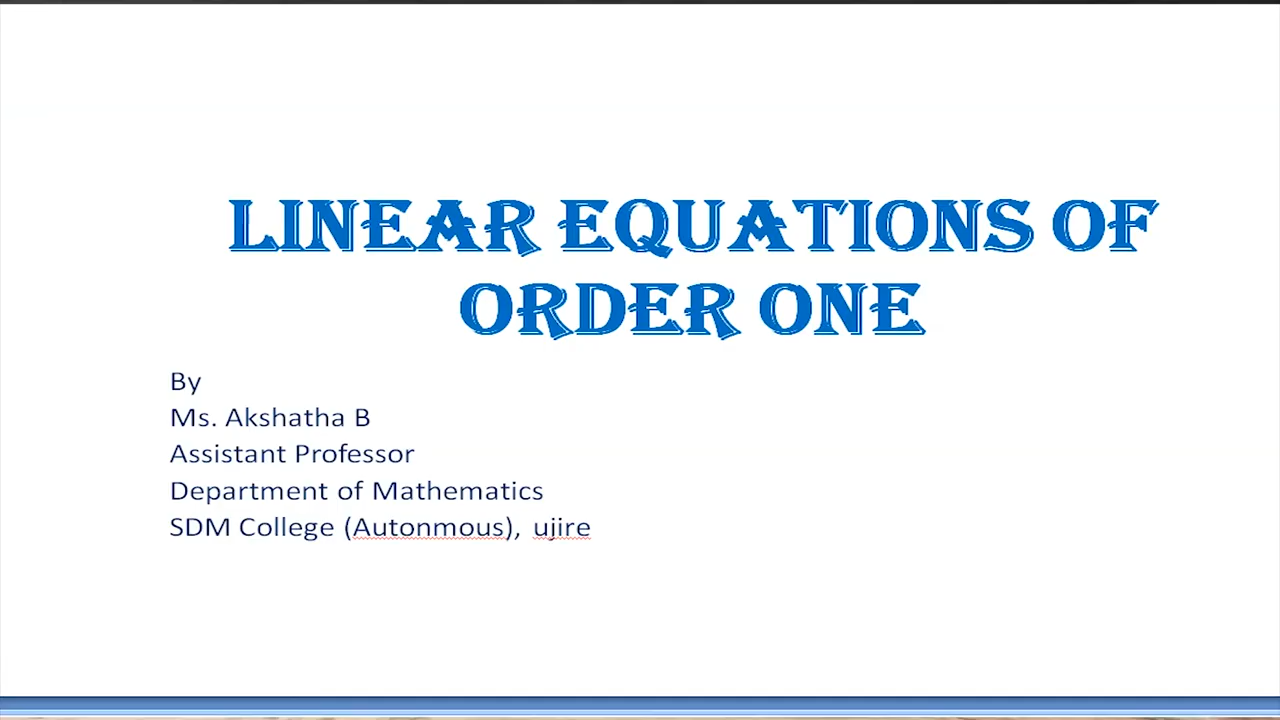 LINEAR EQUATIONS OF
ORDER ONE
By
Ms. Akshatha B
Assistant Professor
Department of Mathematics
SDM College (Autonmous), ujire